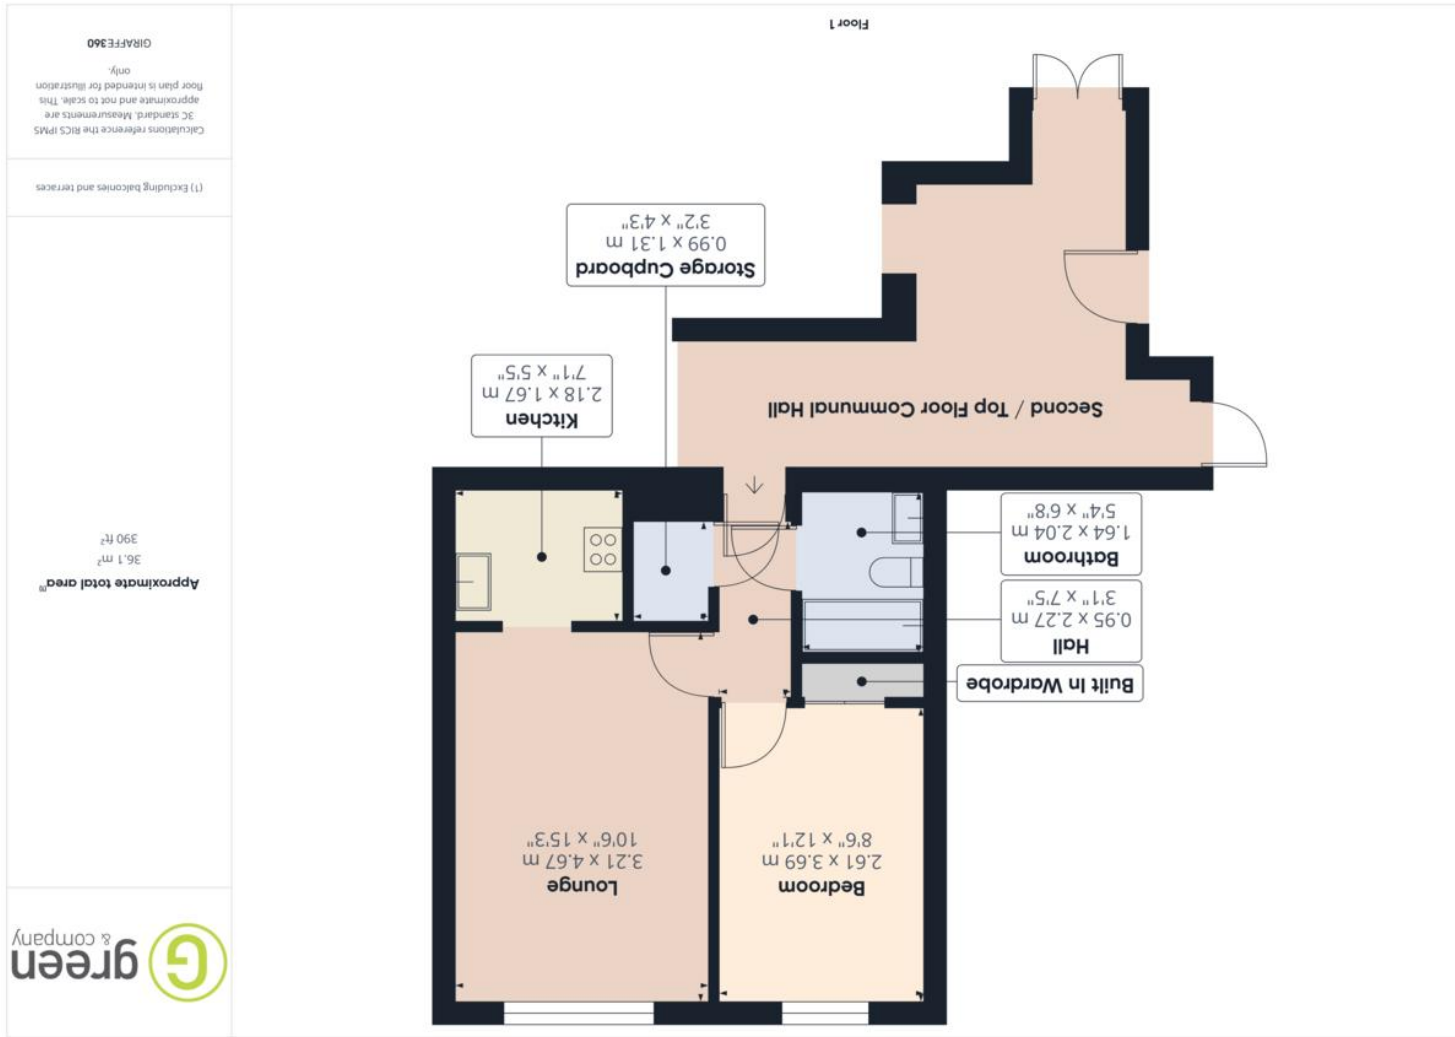 Bedroom
2.61 x 3.69 m
8'6" x 12'1"
Lounge
3.21 x 4.67 m
10'6" x 15'3"
Built In Wardrobe
Hall
0.95 x 2.27 m
3'1" x 7'5"
Bathroom
1.64 x 2.04 m
5'4" x 6'8"
Kitchen
2.18 x 1.67 m
7'1" x 5'5"
Second / Top Floor Communal Hall
Storage Cupboard
0.99 x 1.31 m
3'2" x 4'3"
Floor 1
G green
& company
Approximate total area(1)
36.1 m²
390 ft²
(1) Excluding balconies and terraces
Calculations reference the RICS IPMS
3C standard. Measurements are
approximate and not to scale. This
floor plan is intended for illustration
only.
GIRAFFE360